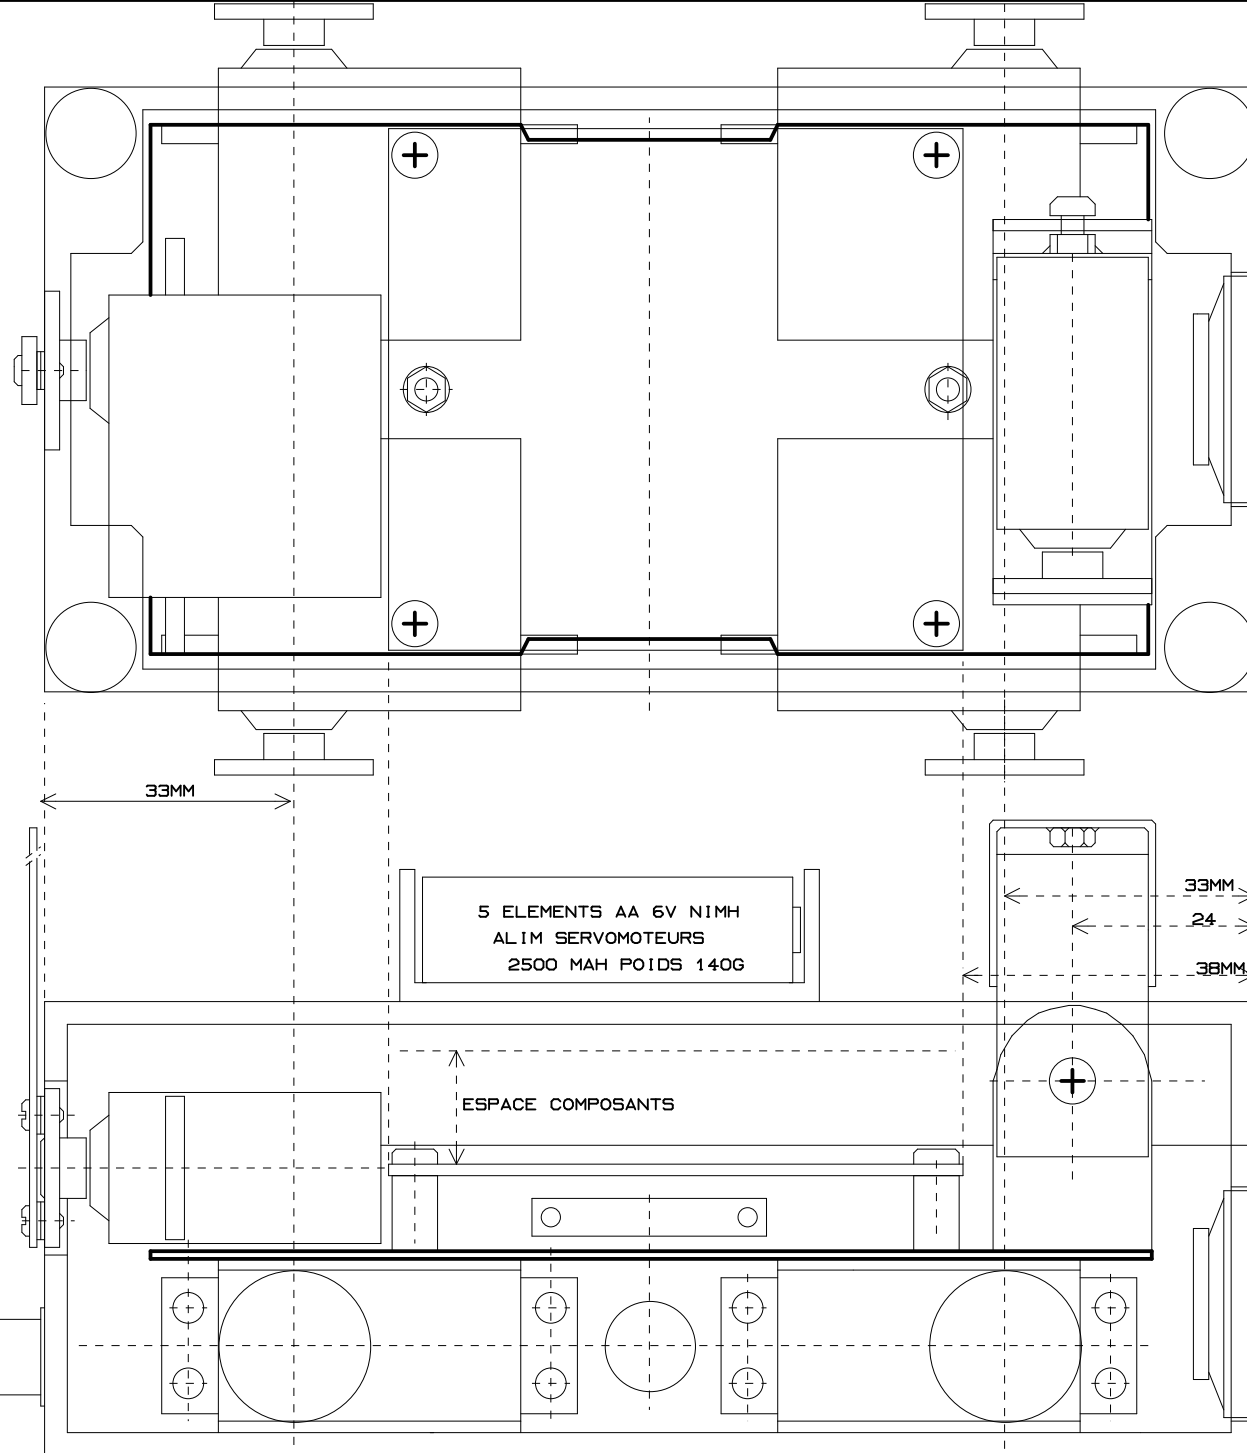 33MM
33MM
5 ELEMENTS AA 6V NIMH
24
ALIM SERVOMOTEURS
2500 MAH POIDS 140G
38MM
ESPACE COMPOSANTS